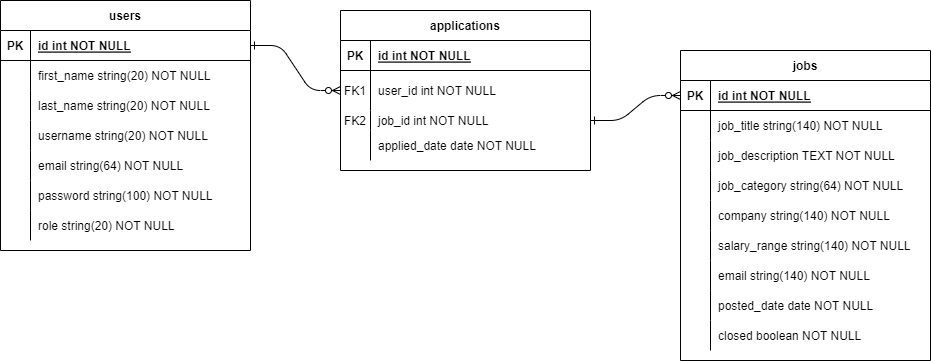 users
PK id int NOT NULL
first_name string(20) NOT NULL
last_name string(20) NOT NULL
username string(20) NOT NULL
email string(64) NOT NULL
password string(100) NOT NULL
role string(20) NOT NULL
applications
PK id int NOT NULL
FK1 user_id int NOT NULL
FK2 job_id int NOT NULL
applied_date date NOT NULL
jobs
PK id int NOT NULL
job_title string(140) NOT NULL
job_description TEXT NOT NULL
job_category string(64) NOT NULL
company string(140) NOT NULL
salary_range string(140) NOT NULL
email string(140) NOT NULL
posted_date date NOT NULL
closed boolean NOT NULL